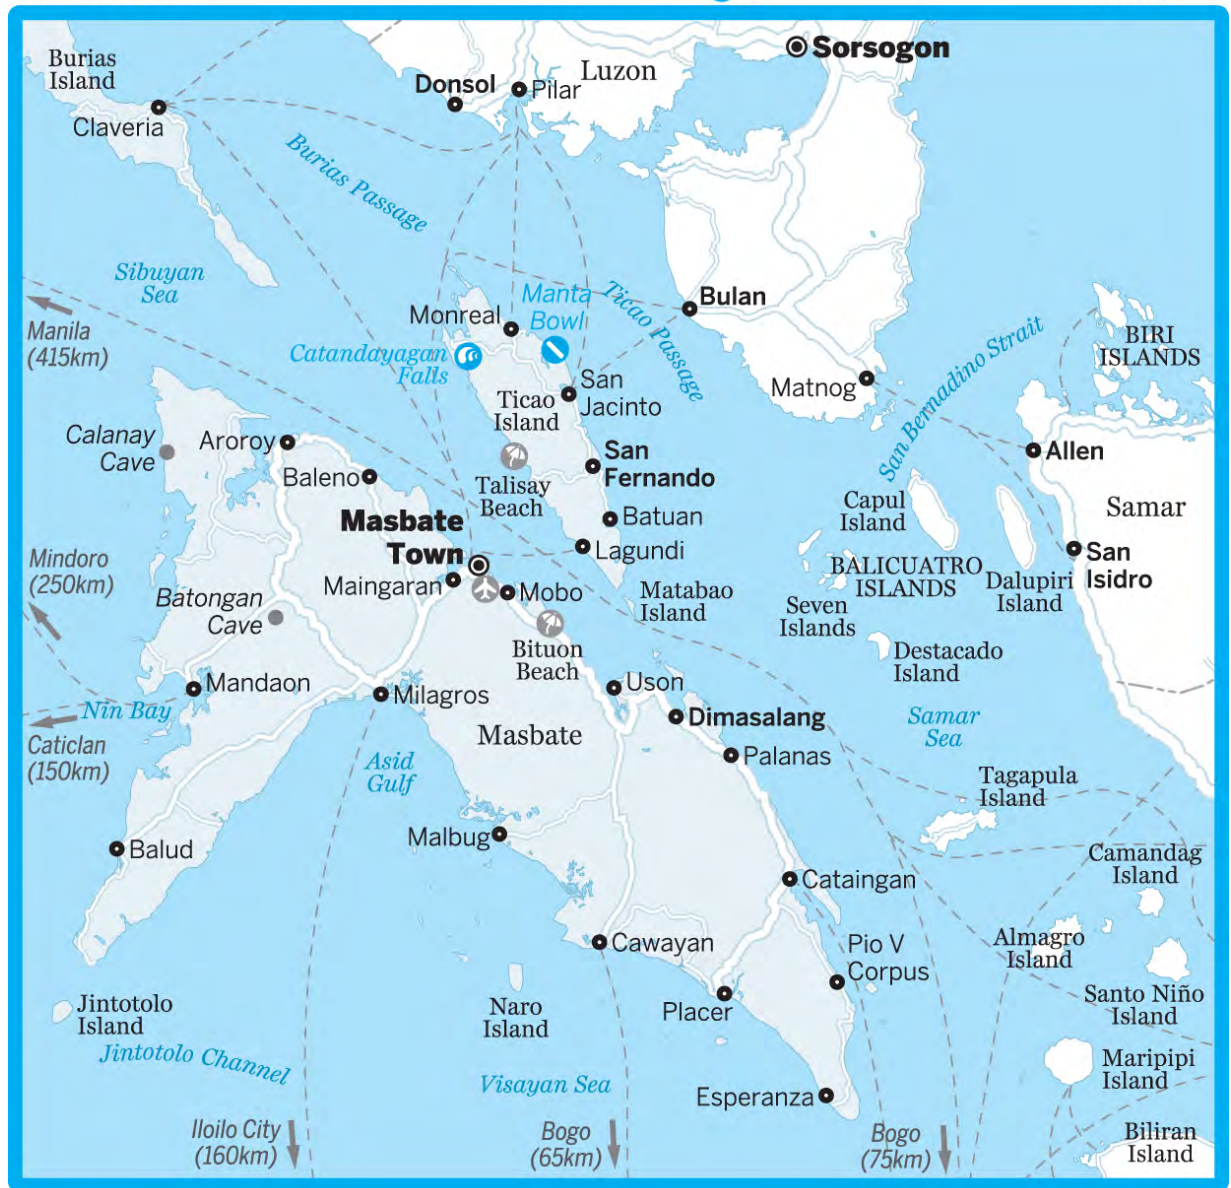 Burias
Island
Claveria
Donsol
Pilar
Luzon
Sorsogon
Burias Passage
Sibuyan
Sea
Manila
(415km)
Monreal
Manta
Bowl
Ticao Passage
Bulan
Catandayagan
Falls
San
Jacinto
Ticao
Island
Matnog
San Bernadino Strait
BIRI
ISLANDS
Calanay
Cave
Aroroy
Baleno
San
Fernando
Talisay
Beach
Allen
Masbate
Town
Batuan
Lagundi
Capul
Island
Samar
Mindoro
(250km)
Maingaran
Mobo
Matabao
Island
BALICUATRO
ISLANDS
Dalupiri
Island
San
Isidro
Seven
Islands
Batongan
Cave
Bituon
Beach
Destacado
Island
Mandaon
Nin Bay
Milagros
Uson
Dimasalang
Samar
Sea
Caticlan
(150km)
Masbate
Palanas
Asid
Gulf
Tagapula
Island
Malbug
Balud
Camandag
Island
Cataingan
Cawayan
Pio V
Corpus
Almagro
Island
Placer
Naro
Island
Santo Niño
Island
Jintotolo
Island
Jintotolo Channel
Visayan Sea
Maripipi
Island
Esperanza
Iloilo City
(160km)
Bogo
(65km)
Bogo
(75km)
Biliran
Island